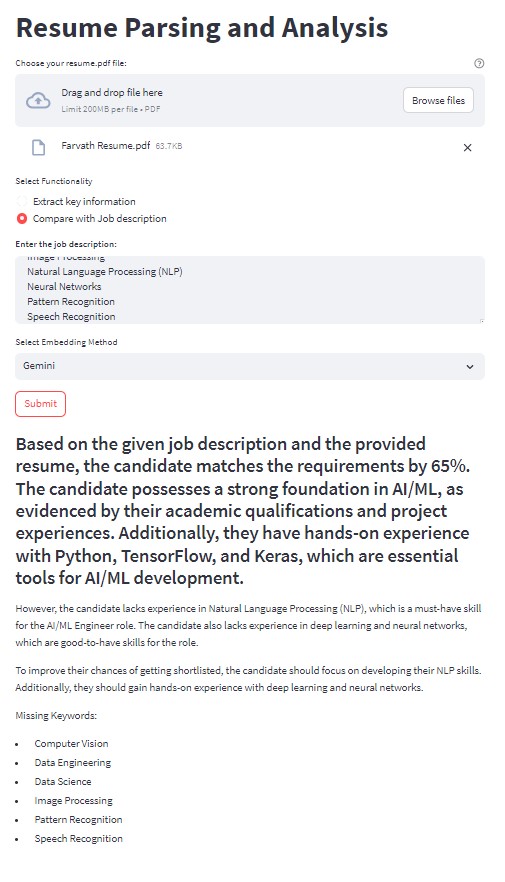 Resume Parsing and Analysis
Choose your resume.pdf file:
Drag and drop file here
Limit 200MB per file • PDF
Browse files
Farvath Resume.pdf 63.7KB
Select Functionality
Extract key information
Compare with Job description
Enter the job description:
Image Processing
Natural Language Processing (NLP)
Neural Networks
Pattern Recognition
Speech Recognition
Select Embedding Method
Gemini
Submit
Based on the given job description and the provided
resume, the candidate matches the requirements by 65%.
The candidate possesses a strong foundation in AI/ML, as
evidenced by their academic qualifications and project
experiences. Additionally, they have hands-on experience
with Python, TensorFlow, and Keras, which are essential
tools for AI/ML development.
However, the candidate lacks experience in Natural Language Processing (NLP), which is a must-have skill
for the AI/ML Engineer role. The candidate also lacks experience in deep learning and neural networks,
which are good-to-have skills for the role.
To improve their chances of getting shortlisted, the candidate should focus on developing their NLP skills.
Additionally, they should gain hands-on experience with deep learning and neural networks.
Missing Keywords:
• Computer Vision
• Data Engineering
• Data Science
• Image Processing
• Pattern Recognition
• Speech Recognition